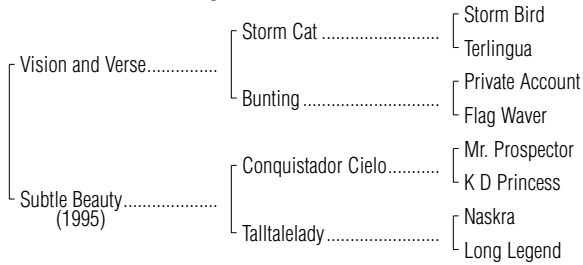 Storm Bird
Storm Cat ..............................
Terlingua
Vision and Verse...............
Private Account
Bunting ..................................
Flag Waver
Mr. Prospector
Conquistador Cielo.............
K D Princess
Subtle Beauty....................
(1995)
Naskra
Talltalelady ............................
Long Legend